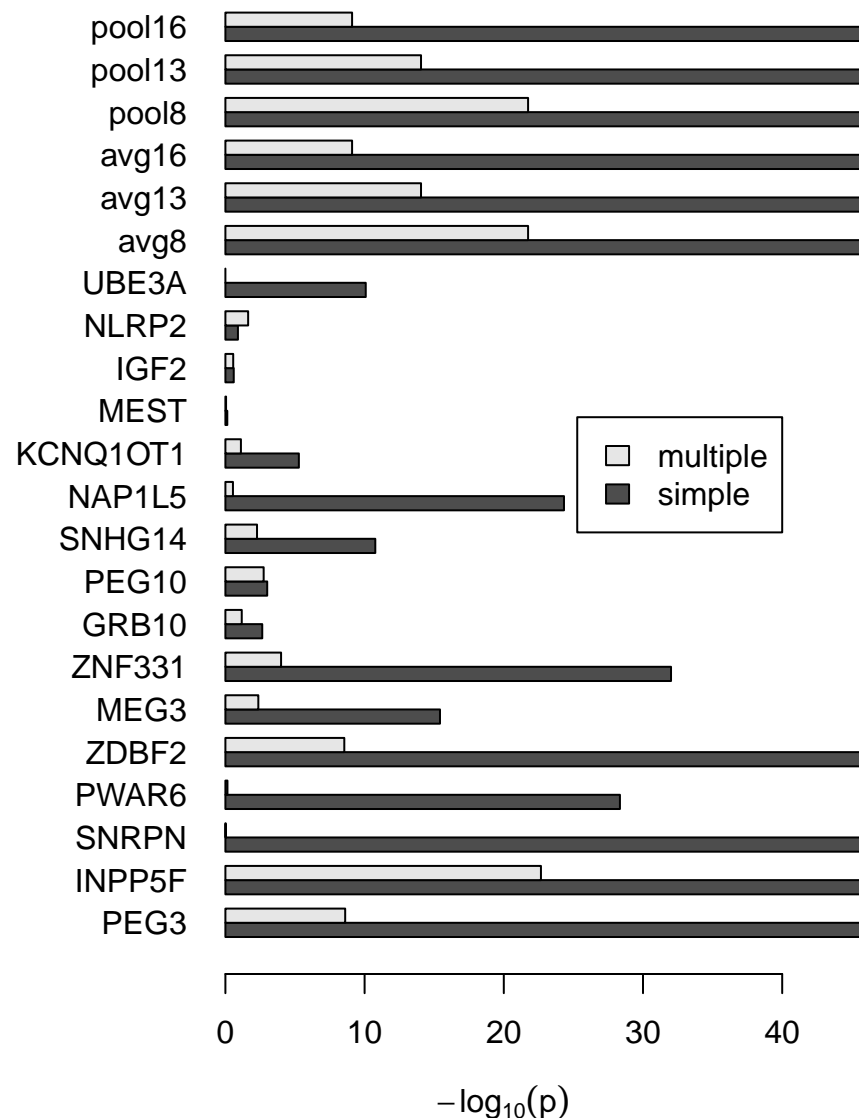 pool16
pool13
pool8
avg16
avg13
avg8
UBE3A
NLRP2
IGF2
MEST
KCNQ1OT1
NAP1L5
SNHG14
PEG10
GRB10
ZNF331
MEG3
ZDBF2
PWAR6
SNRPN
INPP5F
PEG3
multiple
simple
0 10 20 30 40
−log₁₀(p)